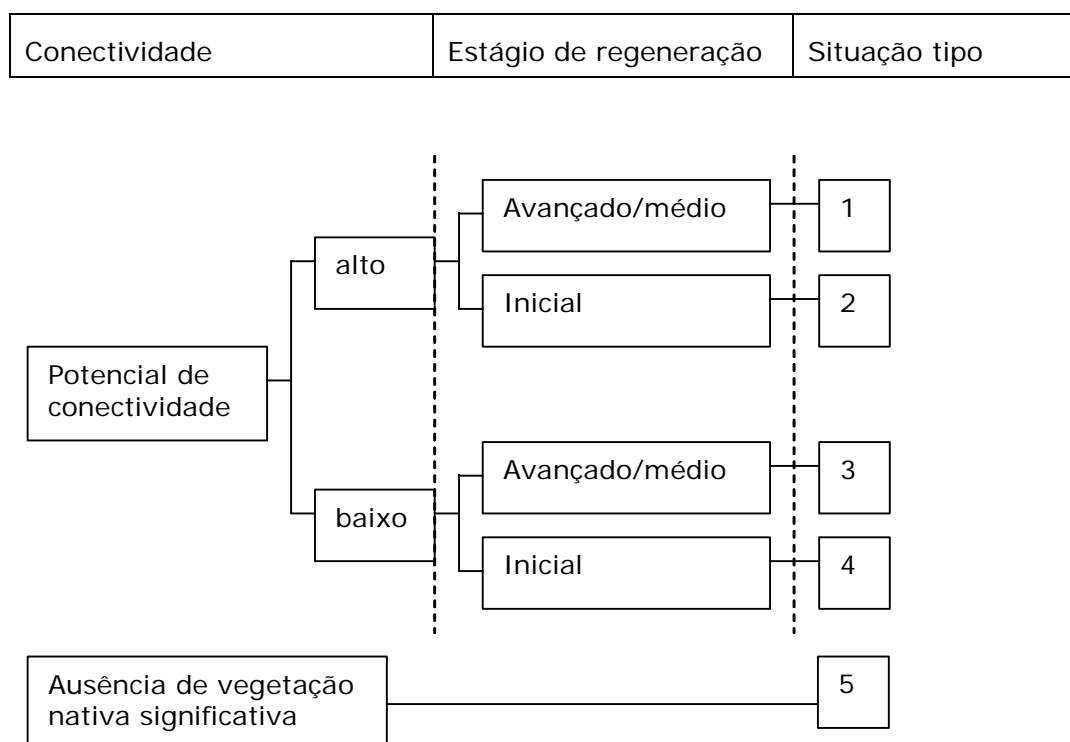 Conectividade Estágio de regeneração Situação tipo
Avançado/médio 1
alto
Inicial 2
Potencial de
conectividade
Avançado/médio 3
baixo
Inicial 4
Ausência de vegetação 5
nativa significativa